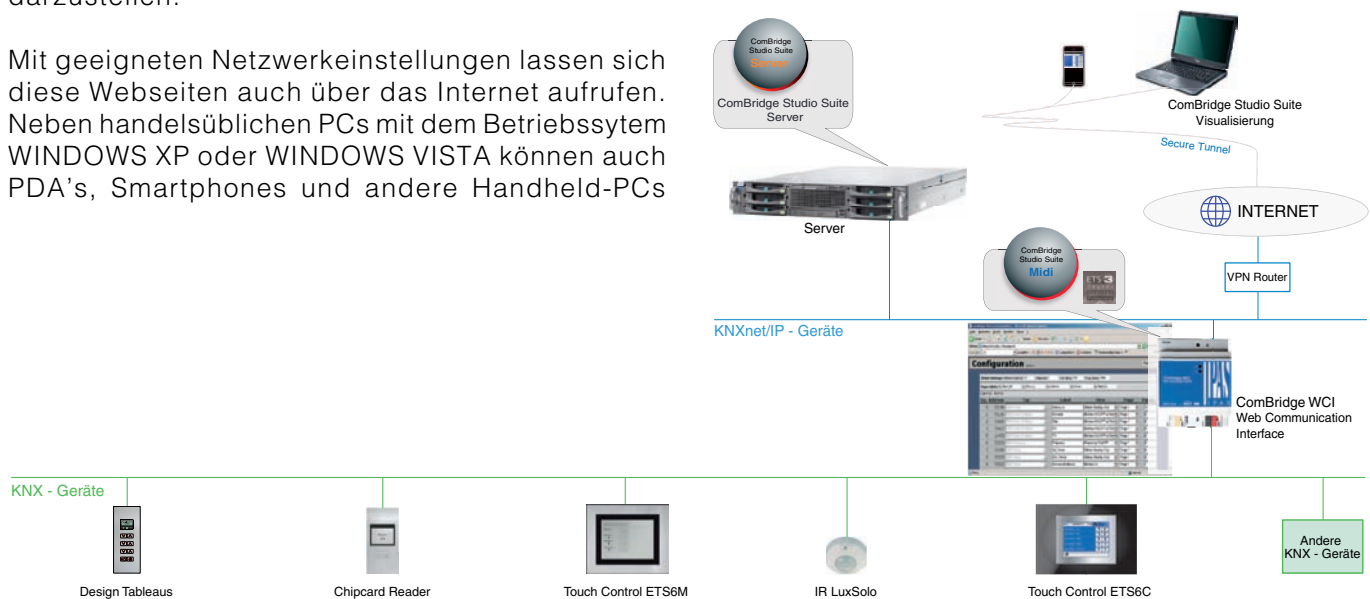 darzustellen.
Mit geeigneten Netzwerkeinstellungen lassen sich
diese Webseiten auch über das Internet aufrufen.
Neben handelsüblichen PCs mit dem Betriebssytem
WINDOWS XP oder WINDOWS VISTA können auch
PDA's, Smartphones und andere Handheld-PCs
ComBridge
Studio Suite
Server
ComBridge Studio Suite
Server
Server
ComBridge Studio Suite
Visualisierung
Secure Tunnel
INTERNET
VPN Router
ComBridge
Studio Suite
Midi
ETS 3
KNXnet/IP - Geräte
Configuration
ComBridge WCI
Web Communication
Interface
KNX - Geräte
Design Tableaus
Chipcard Reader
Touch Control ETS6M
IR LuxSolo
Touch Control ETS6C
Andere
KNX - Geräte